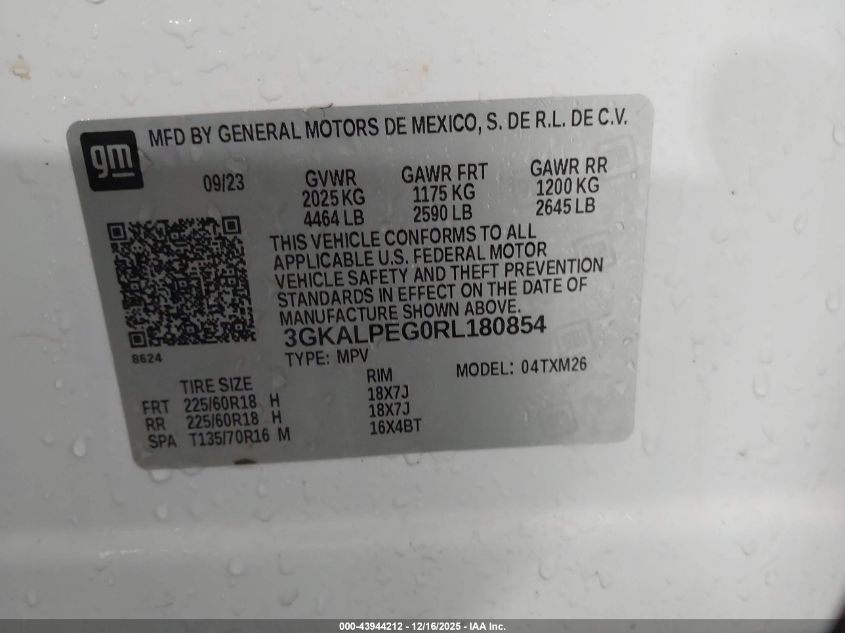 gm
MFD BY GENERAL MOTORS DE MEXICO, S. DE R.L. DE C.V.
09/23 GVWR GAWR FRT GAWR RR
2025 KG 1175 KG 1200 KG
4464 LB 2590 LB 2645 LB
THIS VEHICLE CONFORMS TO ALL
APPLICABLE U.S. FEDERAL MOTOR
VEHICLE SAFETY AND THEFT PREVENTION
STANDARDS IN EFFECT ON THE DATE OF
MANUFACTURE SHOWN ABOVE.
3GKALPEG0RL180854
8624
TYPE: MPV MODEL: 04TXM26
TIRE SIZE RIM
FRT 225/60R18 H 18X7J
RR 225/60R18 H 18X7J
SPA T135/70R16 M 16X4BT
000-43944212 - 12/16/2025 - IAA Inc.